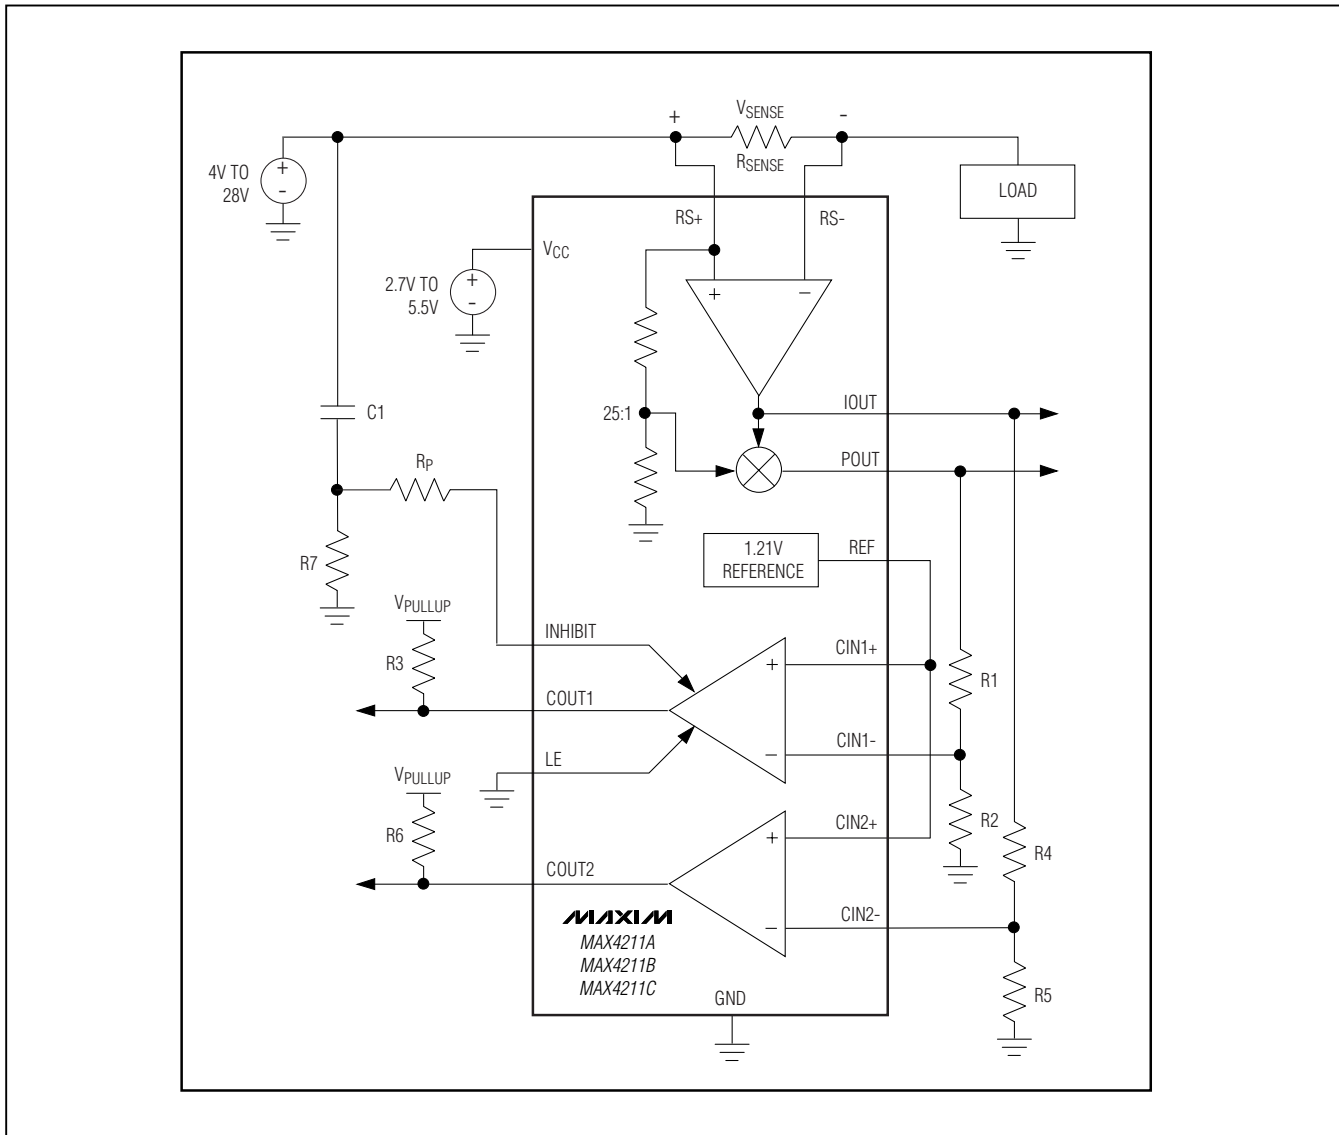 +
VSENSE
-
RSENSE
4V TO
28V
+
-
LOAD
RS+
RS-
VCC
2.7V TO
5.5V
+
-
+
−
25:1
IOUT
C1
POUT
RP
1.21V
REFERENCE
REF
R7
VPULLUP
INHIBIT
R3
+
CIN1+
R1
COUT1
LE
−
CIN1-
VPULLUP
R6
+
CIN2+
R2
R4
COUT2
MAXIM
−
CIN2-
MAX4211A
MAX4211B
MAX4211C
GND
R5